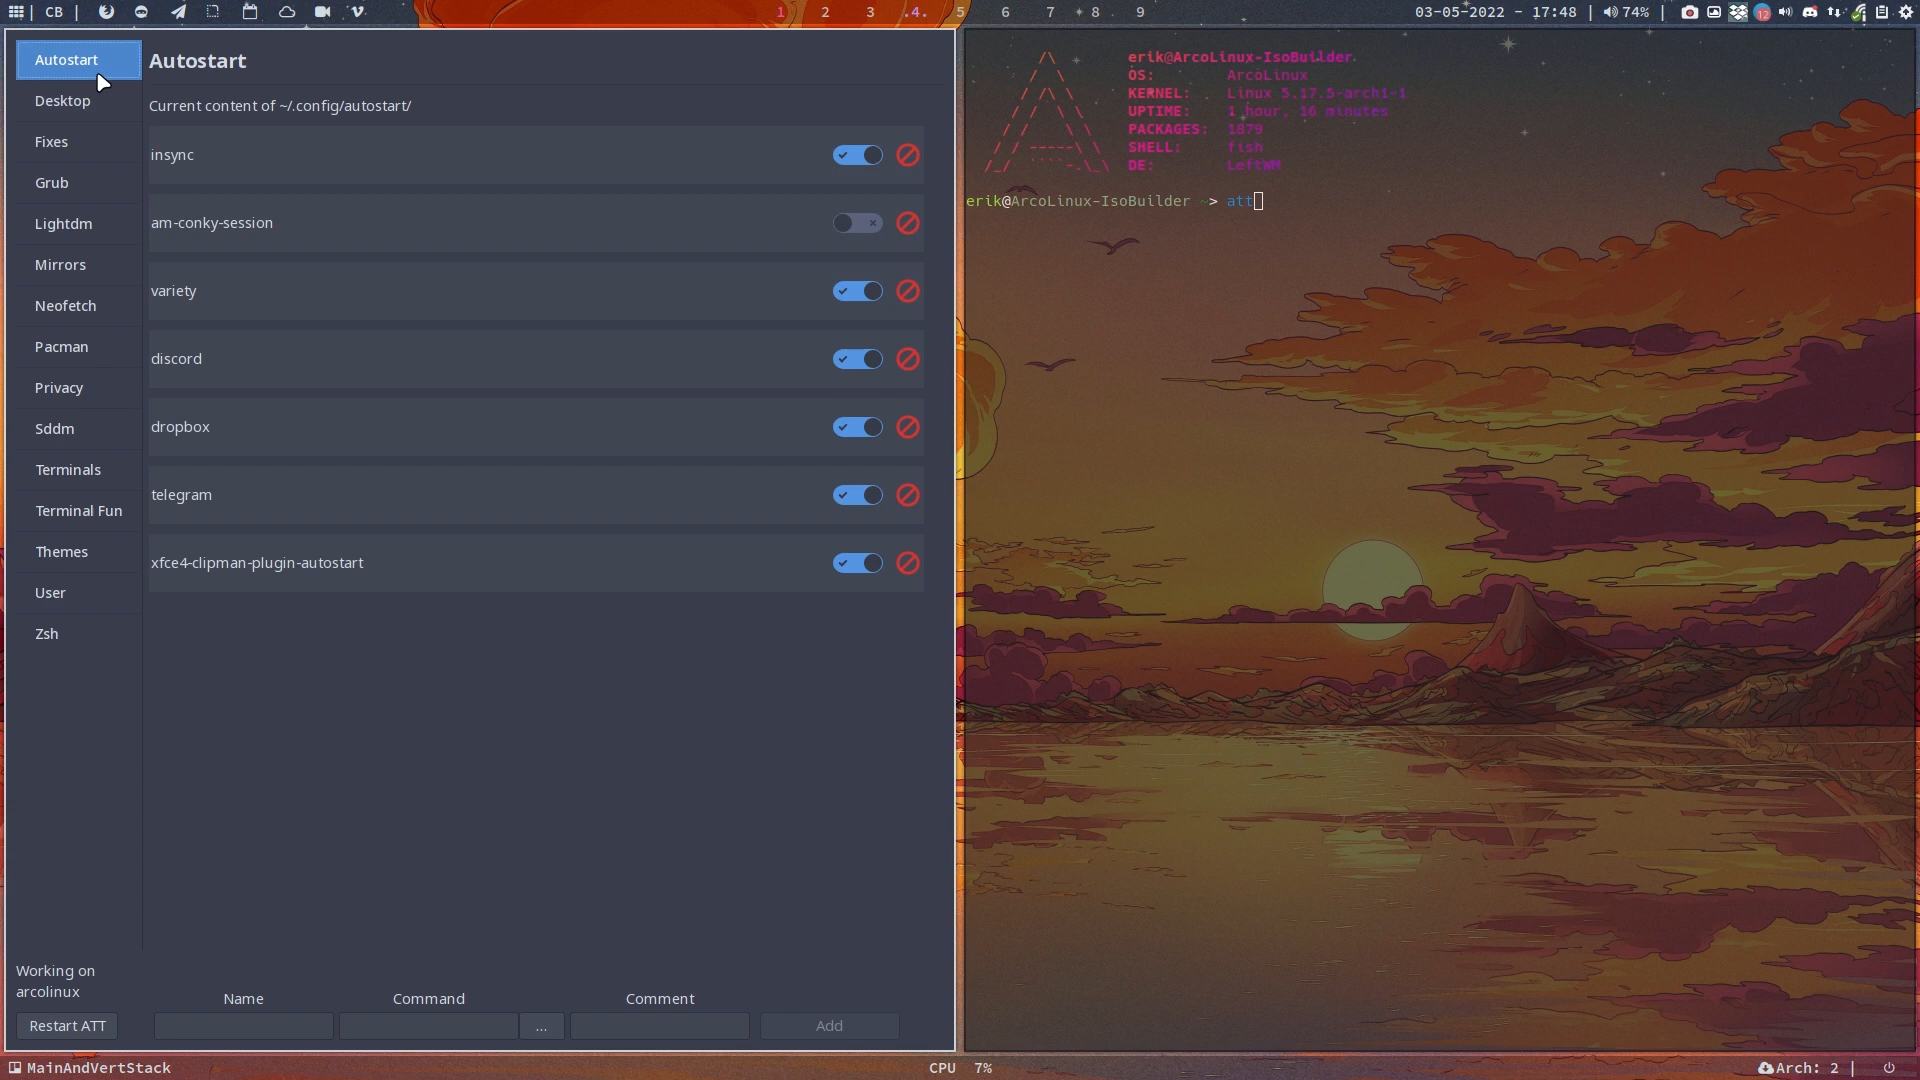 CB
1 2 3 .4. 5 6 7 8 9
03-05-2022 - 17:48 | 74% |
12
Autostart
Desktop
Fixes
Grub
Lightdm
Mirrors
Neofetch
Pacman
Privacy
Sddm
Terminals
Terminal Fun
Themes
User
Zsh
Working on
arcolinux
Restart ATT
Autostart
Current content of ~/.config/autostart/
insync
am-conky-session
variety
discord
dropbox
telegram
xfce4-clipman-plugin-autostart
Name Command Comment
... Add
erik@ArcoLinux-IsoBuilder
OS: ArcoLinux
KERNEL: Linux 5.17.5-arch1-1
UPTIME: 1 hour, 16 minutes
PACKAGES: 1879
SHELL: fish
DE: LeftWM
erik@ArcoLinux-IsoBuilder ~> att
MainAndVertStack
CPU 7%
Arch: 2 |